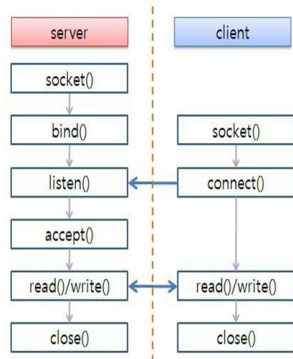 server
client
socket()
bind()
socket()
listen()
connect()
accept()
read()/write()
read()/write()
close()
close()